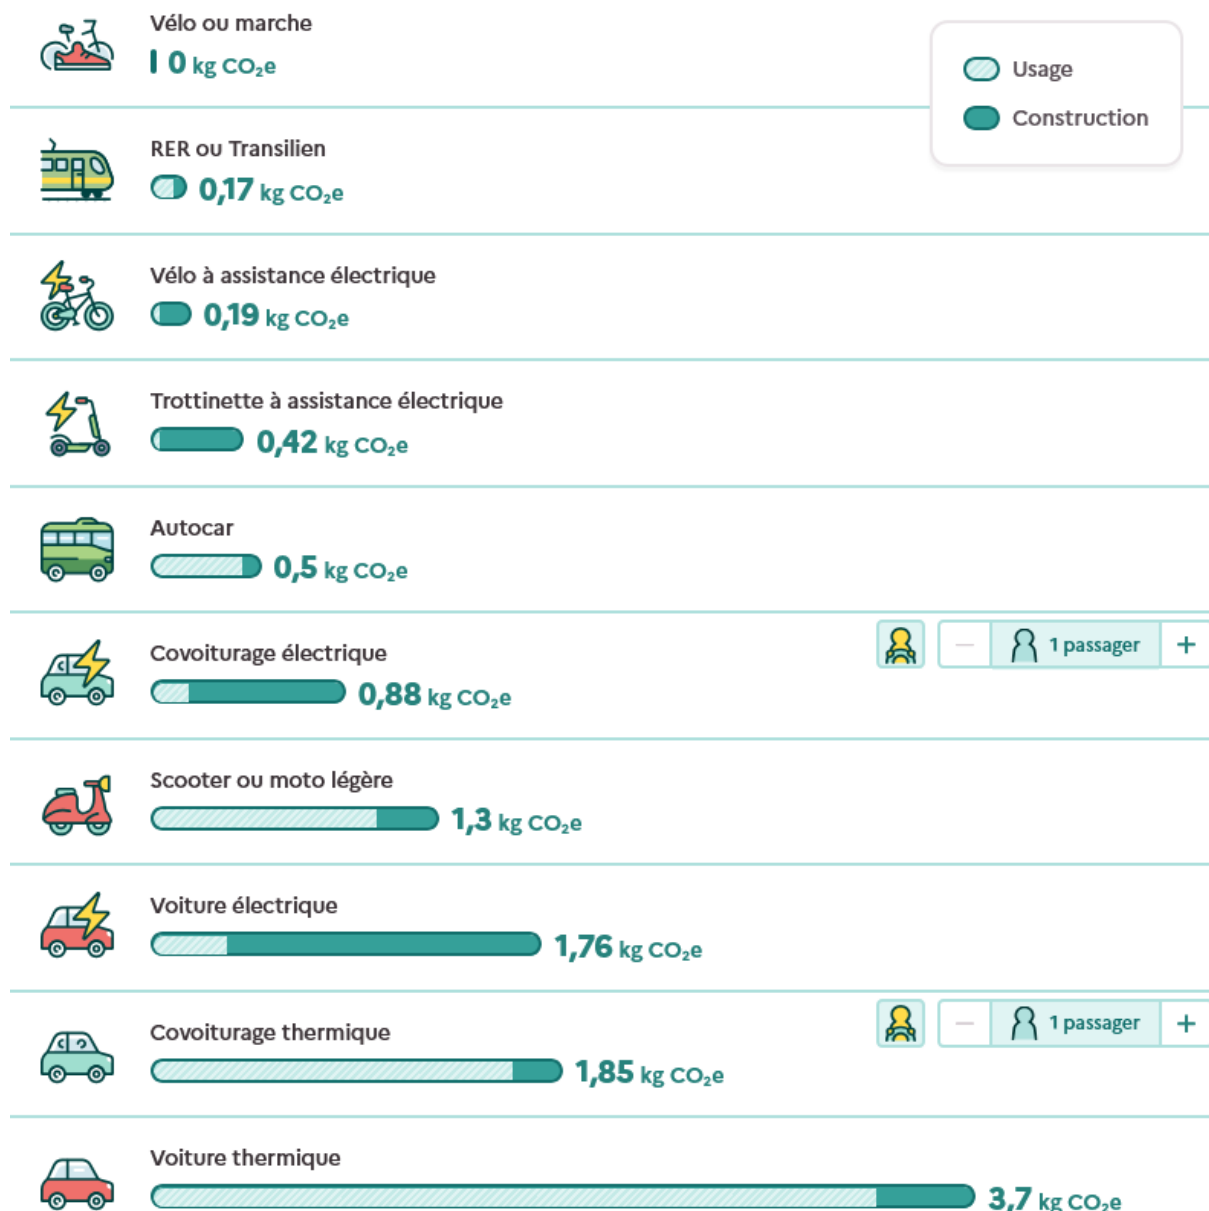 Vélo ou marche
0 kg CO₂e
Usage
Construction
RER ou Transilien
0,17 kg CO₂e
Vélo à assistance électrique
0,19 kg CO₂e
Trottinette à assistance électrique
0,42 kg CO₂e
Autocar
0,5 kg CO₂e
Covoiturage électrique
− 1 passager +
0,88 kg CO₂e
Scooter ou moto légère
1,3 kg CO₂e
Voiture électrique
1,76 kg CO₂e
Covoiturage thermique
− 1 passager +
1,85 kg CO₂e
Voiture thermique
3,7 kg CO₂e